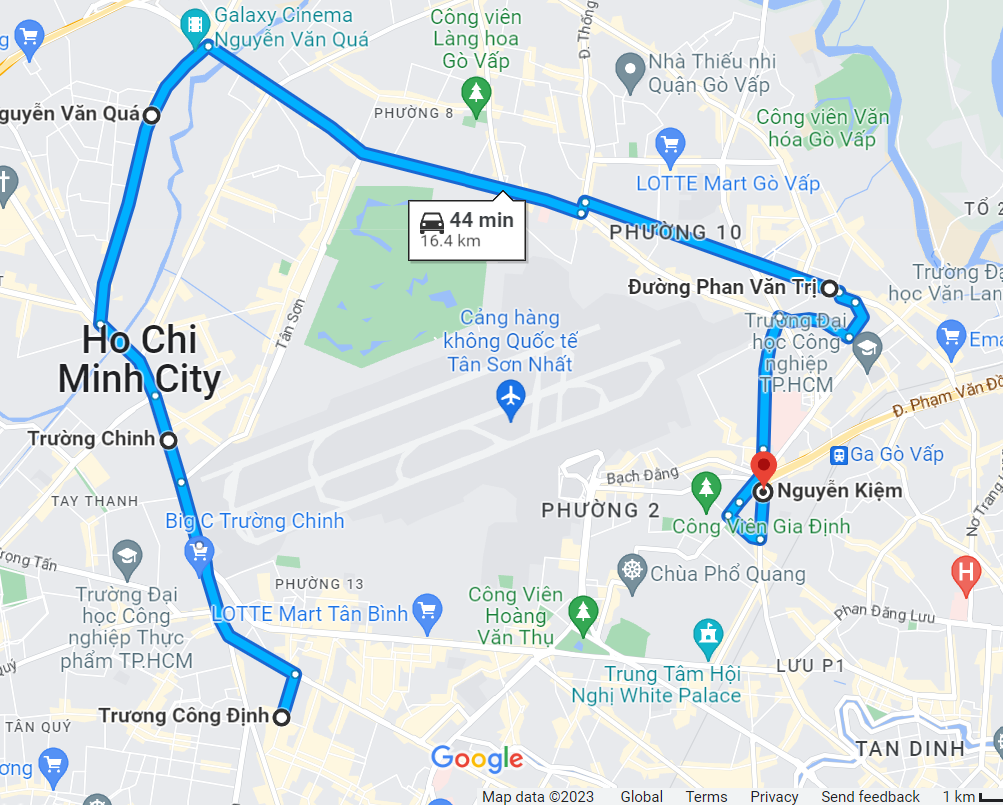 Galaxy Cinema
Nguyễn Văn Quá
Công viên
Làng hoa
Gò Vấp
Đ. Thống
Nhà Thiếu nhi
Quận Gò Vấp
guyễn Văn Quá
PHƯỜNG 8
Công viên Văn
hóa Gò Vấp
LOTTE Mart Gò Vấp
TỔ 2
44 min
16.4 km
PHƯỜNG 10
Trường Đạ
học Văn Lan
Đường Phan Văn Trị
Tân Sơn
Cảng hàng
không Quốc tế
Tân Sơn Nhất
Trường Đại
học Công
nghiệp
TP.HCM
Ema
Ho Chi
Minh City
Đ. Phạm Văn Đồ
Trường Chinh
Ga Gò Vấp
Bạch Đằng
TAY THANH
Nguyễn Kiệm
PHƯỜNG 2
Nơ Trang L
Big C Trường Chinh
Công Viên Gia Định
rọng Tấn
PHƯỜNG 13
Chùa Phổ Quang
H
Trường Đại
học Công
nghiệp Thực
phẩm TP.HCM
LOTTE Mart Tân Bình
Công Viên
Hoàng
Văn Thụ
Phan Đăng Lưu
Quý
LƯU P1
Trung Tâm Hội
Nghị White Palace
Trương Công Định
TÂN QUÝ
TAN DINH
ơng
Google
Map data ©2023 Global Terms Privacy Send feedback 1 km